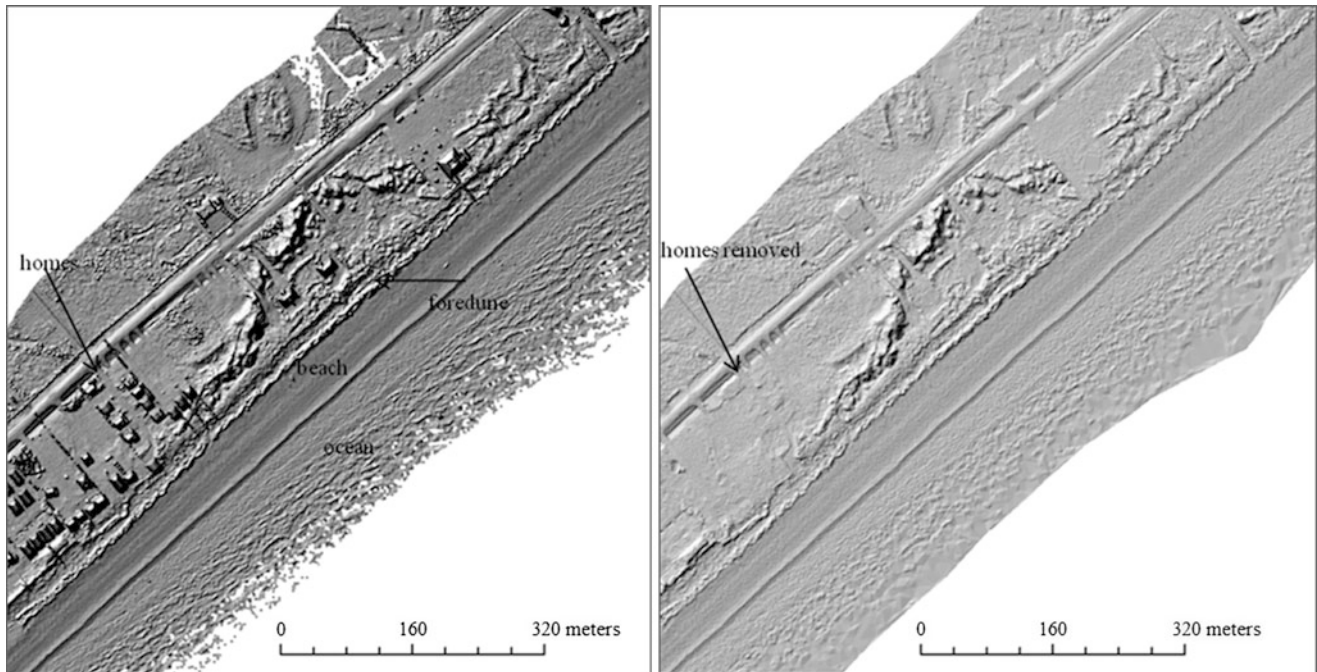 homes
foredune
beach
ocean
0 160 320 meters
homes removed
0 160 320 meters